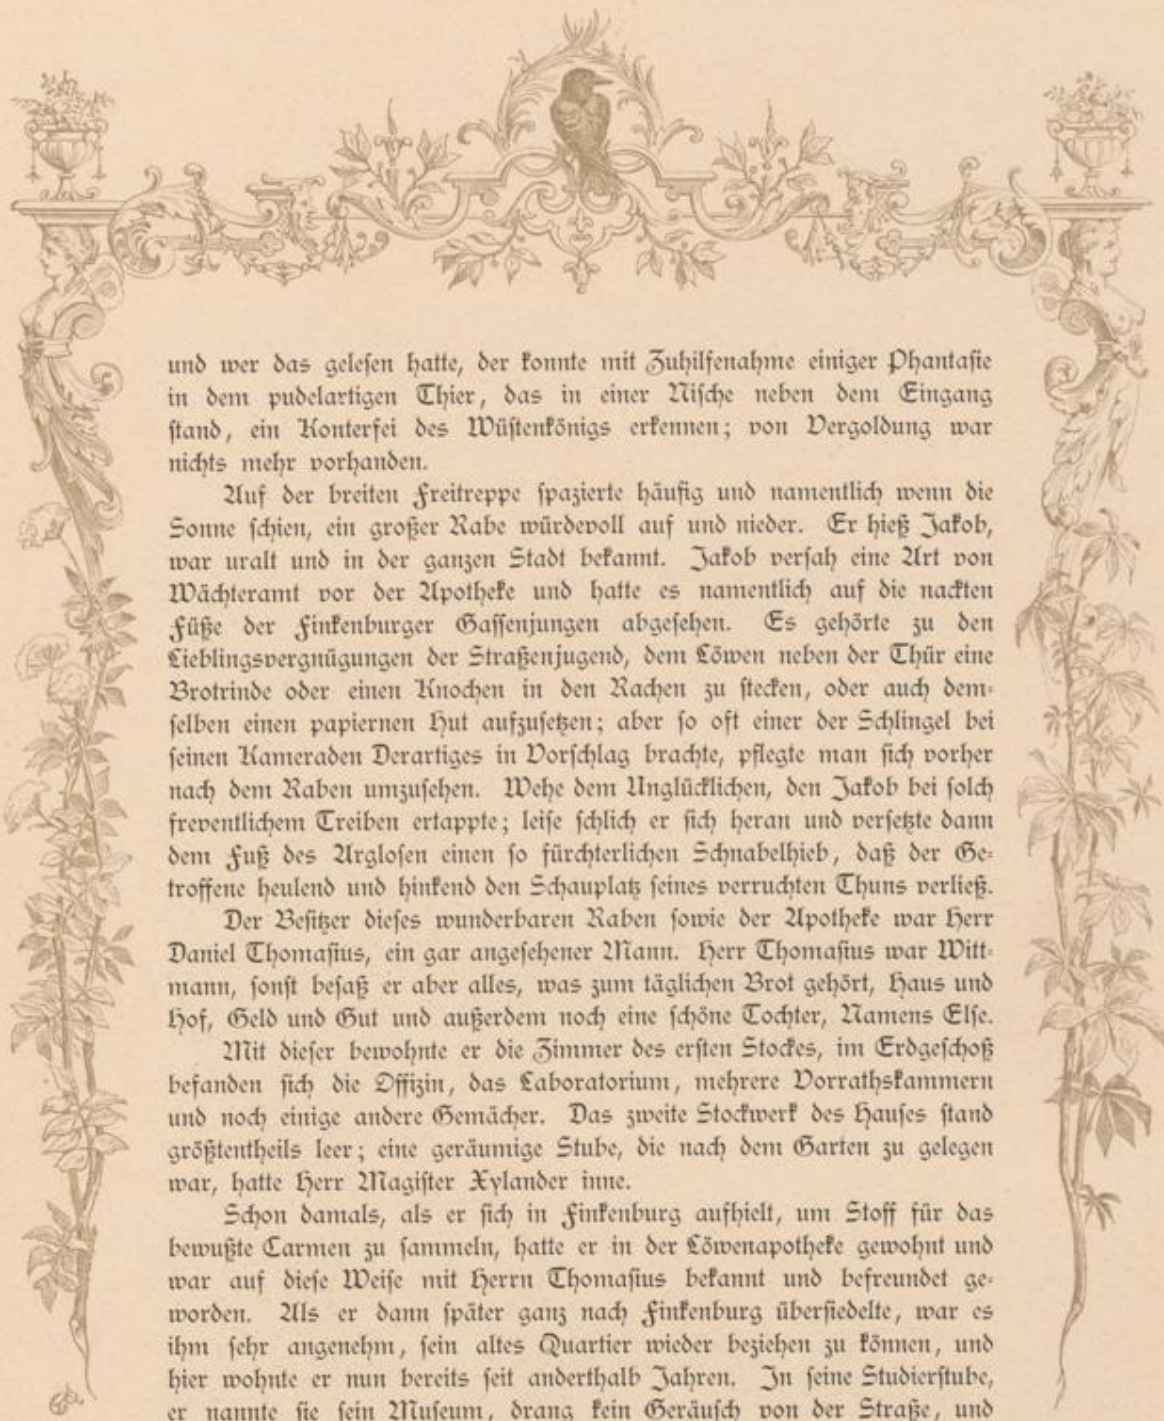 und wer das gelesen hatte, der konnte mit Zuhilfenahme einiger Phantasie
in dem pudelartigen Thier, das in einer Nische neben dem Eingang
stand, ein Konterfei des Wüstenkönigs erkennen; von Vergoldung war
nichts mehr vorhanden.
Auf der breiten Freitreppe spazierte häufig und namentlich wenn die
Sonne schien, ein großer Rabe würdevoll auf und nieder. Er hieß Jakob,
war uralt und in der ganzen Stadt bekannt. Jakob versah eine Art von
Wächteramt vor der Apotheke und hatte es namentlich auf die nackten
Füße der Finkenburger Gassenjungen abgesehen. Es gehörte zu den
Lieblingsvergnügungen der Straßenjugend, dem Löwen neben der Thür eine
Brotrinde oder einen Knochen in den Rachen zu stecken, oder auch dem-
selben einen papiernen Hut aufzusetzen; aber so oft einer der Schlingel bei
seinen Kameraden Derartiges in Vorschlag brachte, pflegte man sich vorher
nach dem Raben umzusehen. Wehe dem Unglücklichen, den Jakob bei solch
freventlichem Treiben ertappte; leise schlich er sich heran und versetzte dann
dem Fuß des Arglosen einen so fürchterlichen Schnabelhieb, daß der Ge-
troffene heulend und hinkend den Schauplatz seines verruchten Thuns verließ.
Der Besitzer dieses wunderbaren Raben sowie der Apotheke war Herr
Daniel Thomasius, ein gar angesehener Mann. Herr Thomasius war Witt-
mann, sonst besaß er aber alles, was zum täglichen Brot gehört, Haus und
Hof, Geld und Gut und außerdem noch eine schöne Tochter, Namens Else.
Mit dieser bewohnte er die Zimmer des ersten Stockes, im Erdgeschoß
befanden sich die Offizin, das Laboratorium, mehrere Vorrathskammern
und noch einige andere Gemächer. Das zweite Stockwerk des Hauses stand
größtentheils leer; eine geräumige Stube, die nach dem Garten zu gelegen
war, hatte Herr Magister Xylander inne.
Schon damals, als er sich in Finkenburg aufhielt, um Stoff für das
bewußte Carmen zu sammeln, hatte er in der Löwenapotheke gewohnt und
war auf diese Weise mit Herrn Thomasius bekannt und befreundet ge-
worden. Als er dann später ganz nach Finkenburg übersiedelte, war es
ihm sehr angenehm, sein altes Quartier wieder beziehen zu können, und
hier wohnte er nun bereits seit anderthalb Jahren. In seine Studierstube,
er nannte sie sein Museum, drang kein Geräusch von der Straße, und